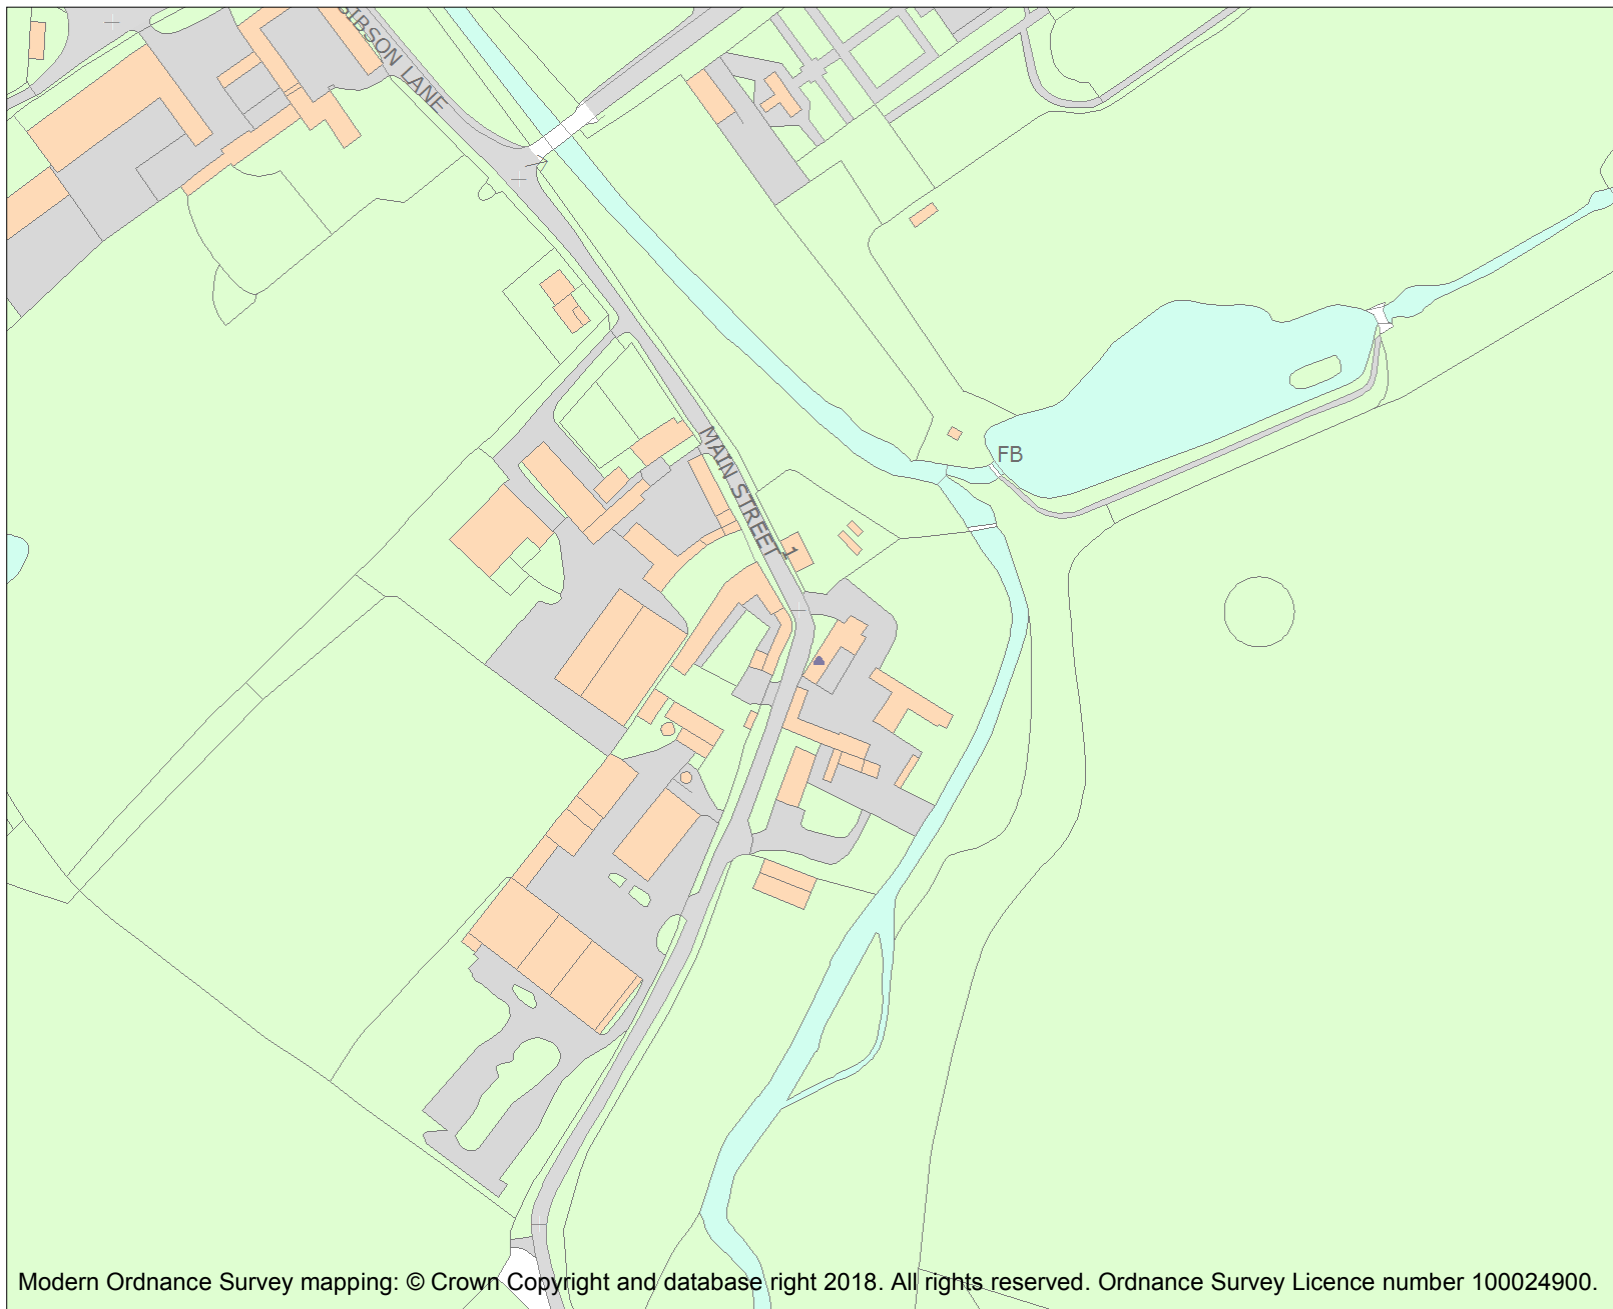 SIBSON LANE
FB
MAIN STREET
1
Modern Ordnance Survey mapping: © Crown Copyright and database right 2018. All rights reserved. Ordnance Survey Licence number 100024900.